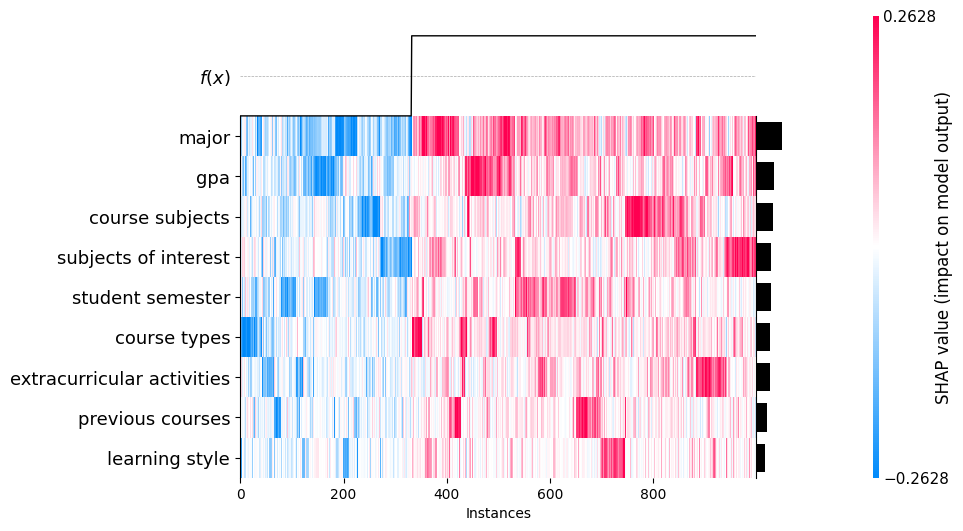 0.2628
f(x)
major
gpa
course subjects
subjects of interest
student semester
course types
extracurricular activities
previous courses
learning style
0 200 400 600 800
Instances
SHAP value (impact on model output)
−0.2628